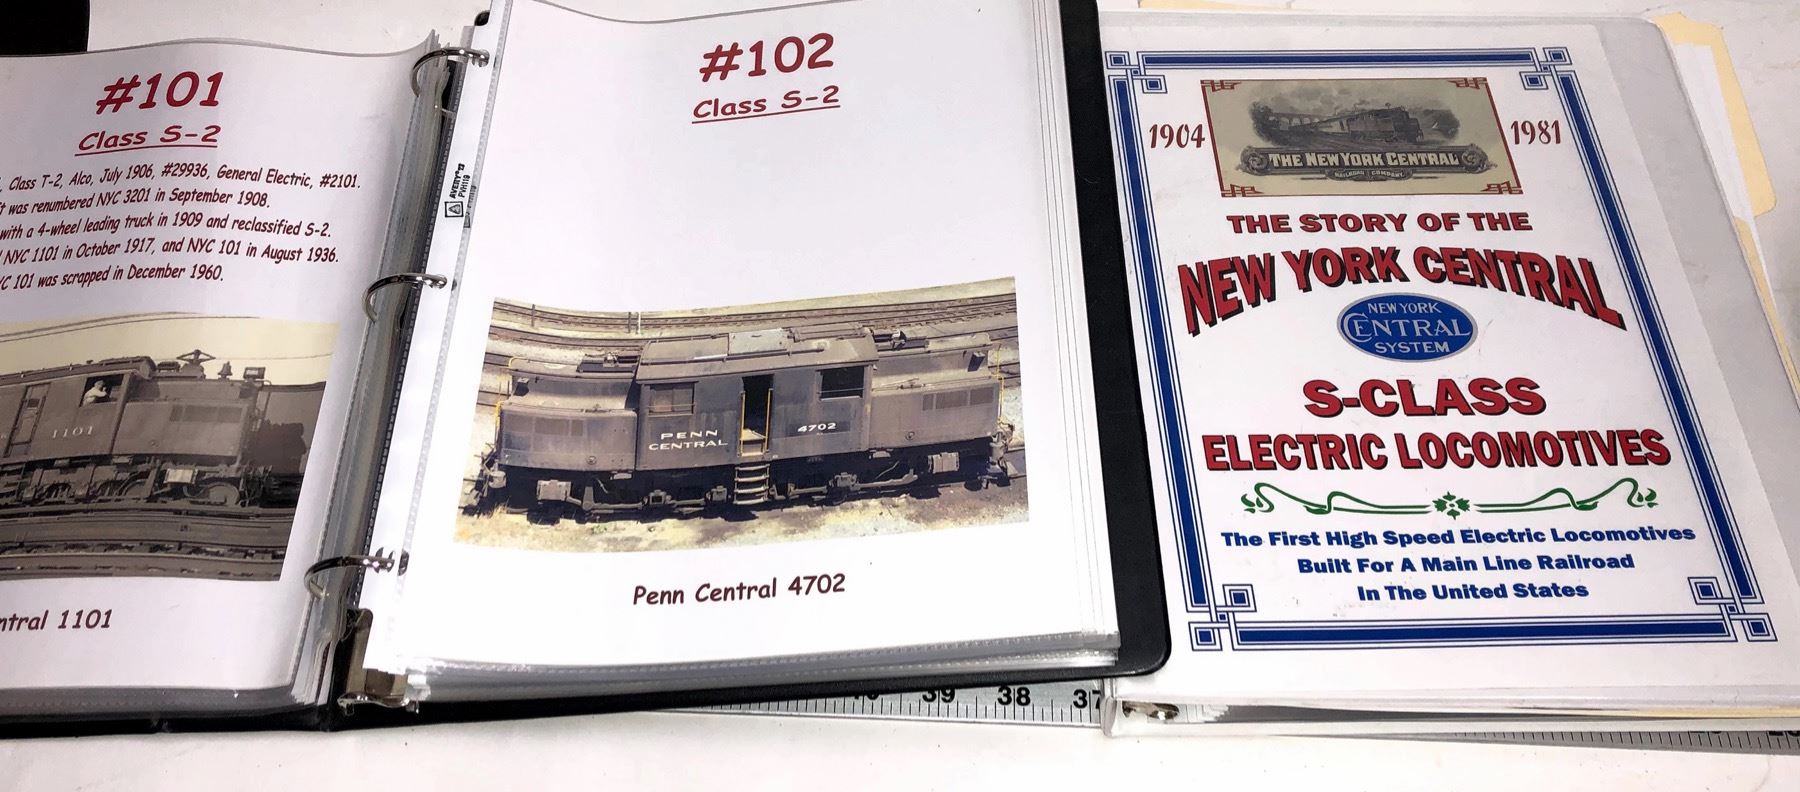 #101
Class S-2
, Class T-2, Alco, July 1906, #29936, General Electric, #2101.
it was renumbered NYC 3201 in September 1908.
with a 4-wheel leading truck in 1909 and reclassified S-2.
NYC 1101 in October 1917, and NYC 101 in August 1936.
101 was scrapped in December 1960.
1101
1101
AVERY
PVH119
#102
Class S-2
PENN
CENTRAL
4702
Penn Central 4702
1904
1981
THE NEW YORK CENTRAL
RAILROAD COMPANY.
THE STORY OF THE
NEW YORK CENTRAL
NEW YORK
CENTRAL
SYSTEM
S-CLASS
ELECTRIC LOCOMOTIVES
The First High Speed Electric Locomotives
Built For A Main Line Railroad
In The United States
39 38 37